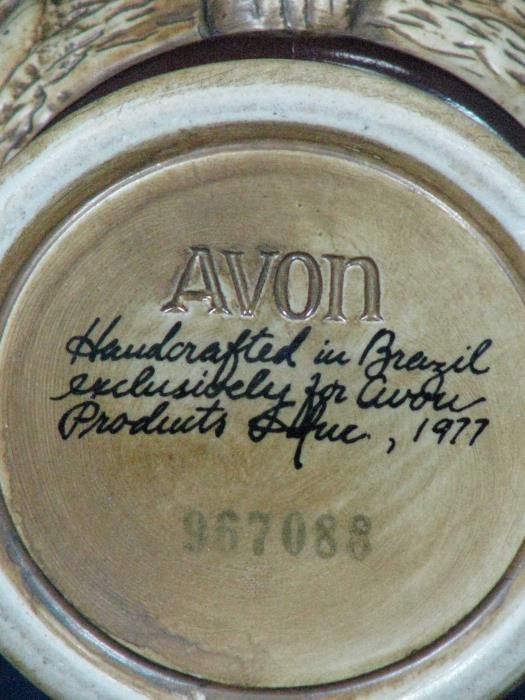 AVON
Handcrafted in Brazil
exclusively for Avon
Products Inc., 1977
967088